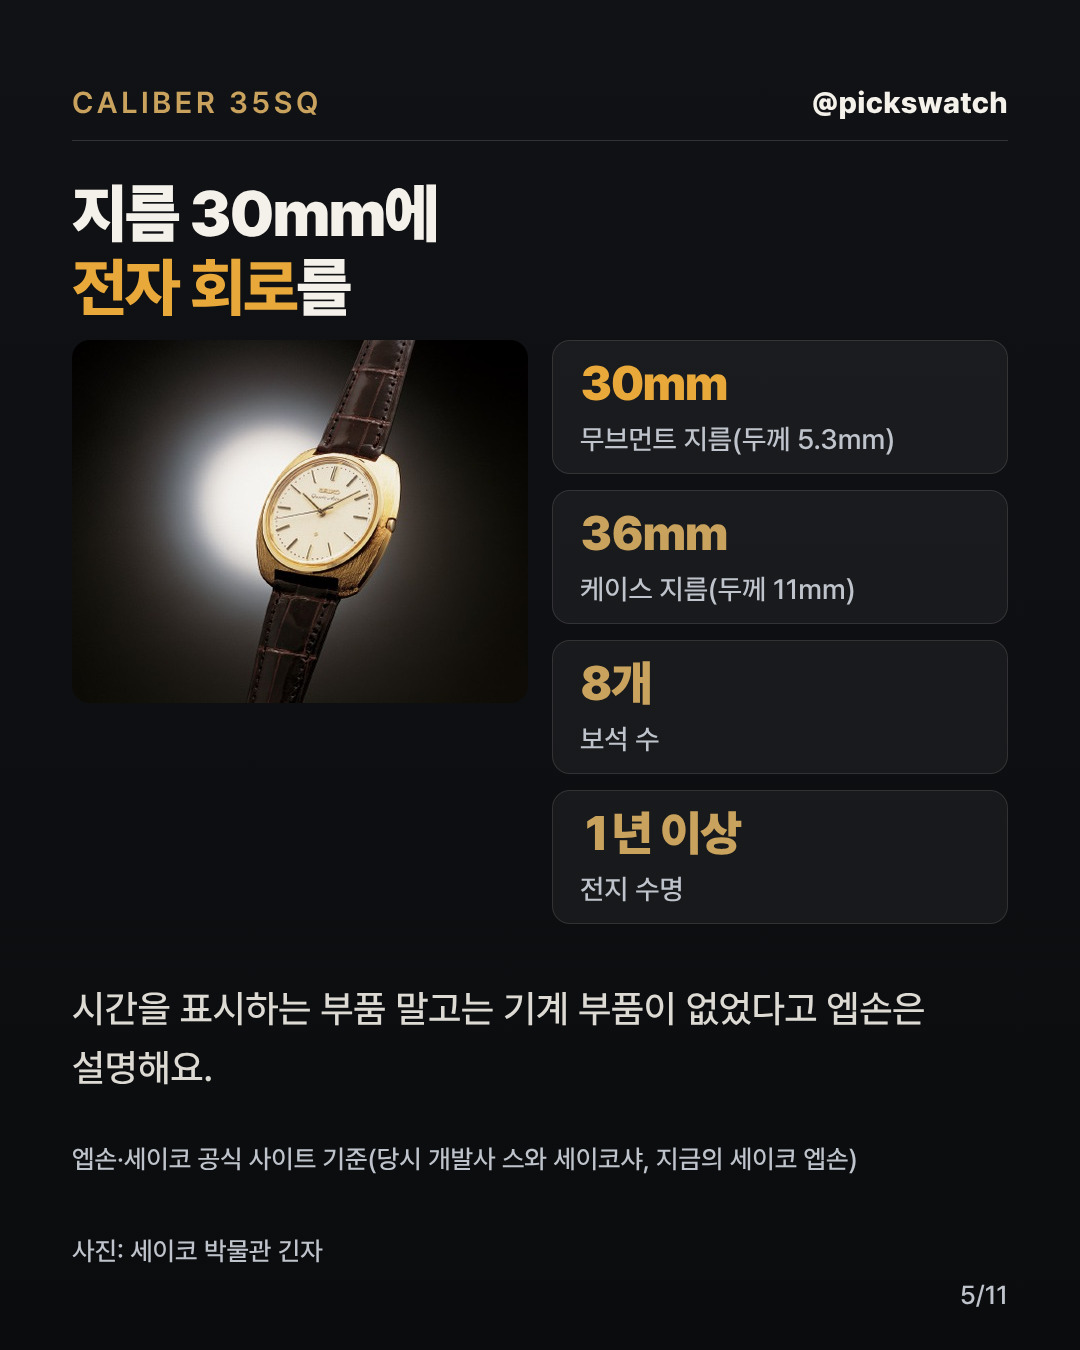 CALIBER 35SQ
@pickswatch
지름 30mm에
전자 회로를
SEIKO
30mm
무브먼트 지름(두께 5.3mm)
36mm
케이스 지름(두께 11mm)
8개
보석 수
1년 이상
전지 수명
시간을 표시하는 부품 말고는 기계 부품이 없었다고 엡손은
설명해요.
엡손·세이코 공식 사이트 기준(당시 개발사 스와 세이코샤, 지금의 세이코 엡손)
사진: 세이코 박물관 긴자
5/11